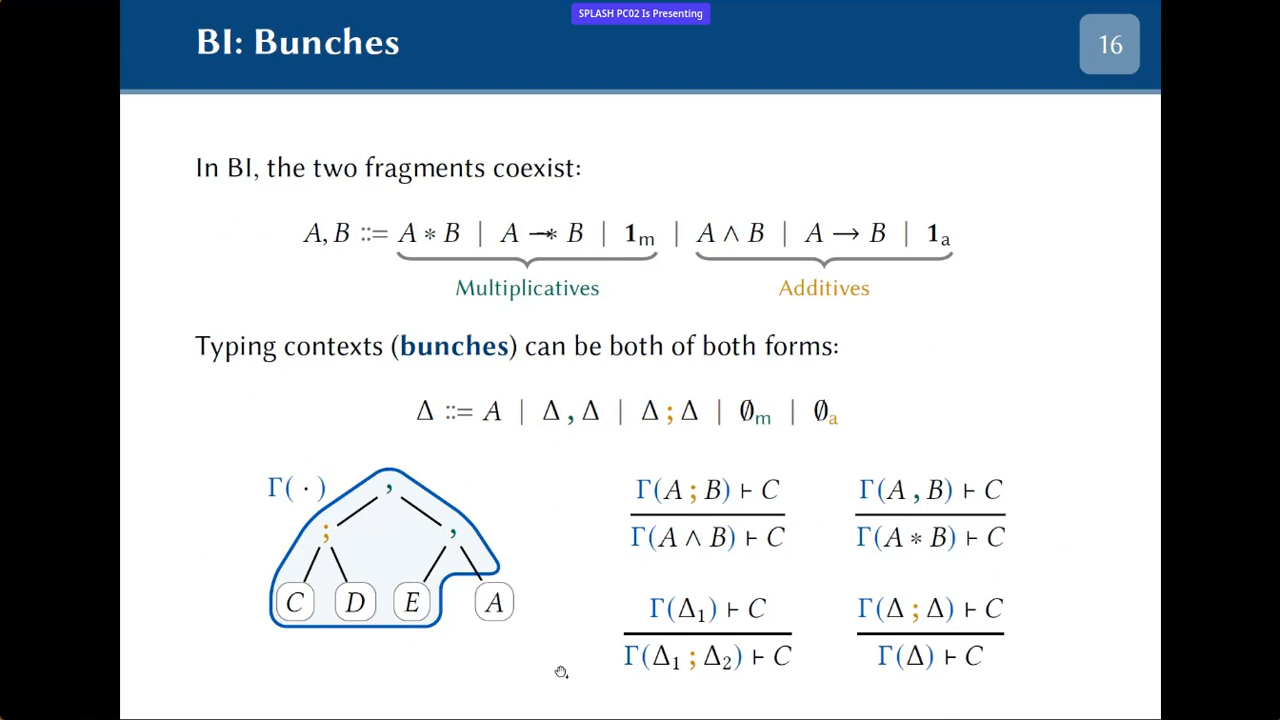 SPLASH PC02 Is Presenting
BI: Bunches
16
In BI, the two fragments coexist:
A, B ::= A ∗ B | A −∗ B | 1ₘ | A ∧ B | A → B | 1ₐ
Multiplicatives
Additives
Typing contexts (bunches) can be both of both forms:
Δ ::= A | Δ , Δ | Δ ; Δ | ∅ₘ | ∅ₐ
Γ( · )
,
; ,
C D E A
Γ(A ; B) ⊢ C
Γ(A ∧ B) ⊢ C
Γ(A , B) ⊢ C
Γ(A ∗ B) ⊢ C
Γ(Δ₁) ⊢ C
Γ(Δ₁ ; Δ₂) ⊢ C
Γ(Δ ; Δ) ⊢ C
Γ(Δ) ⊢ C